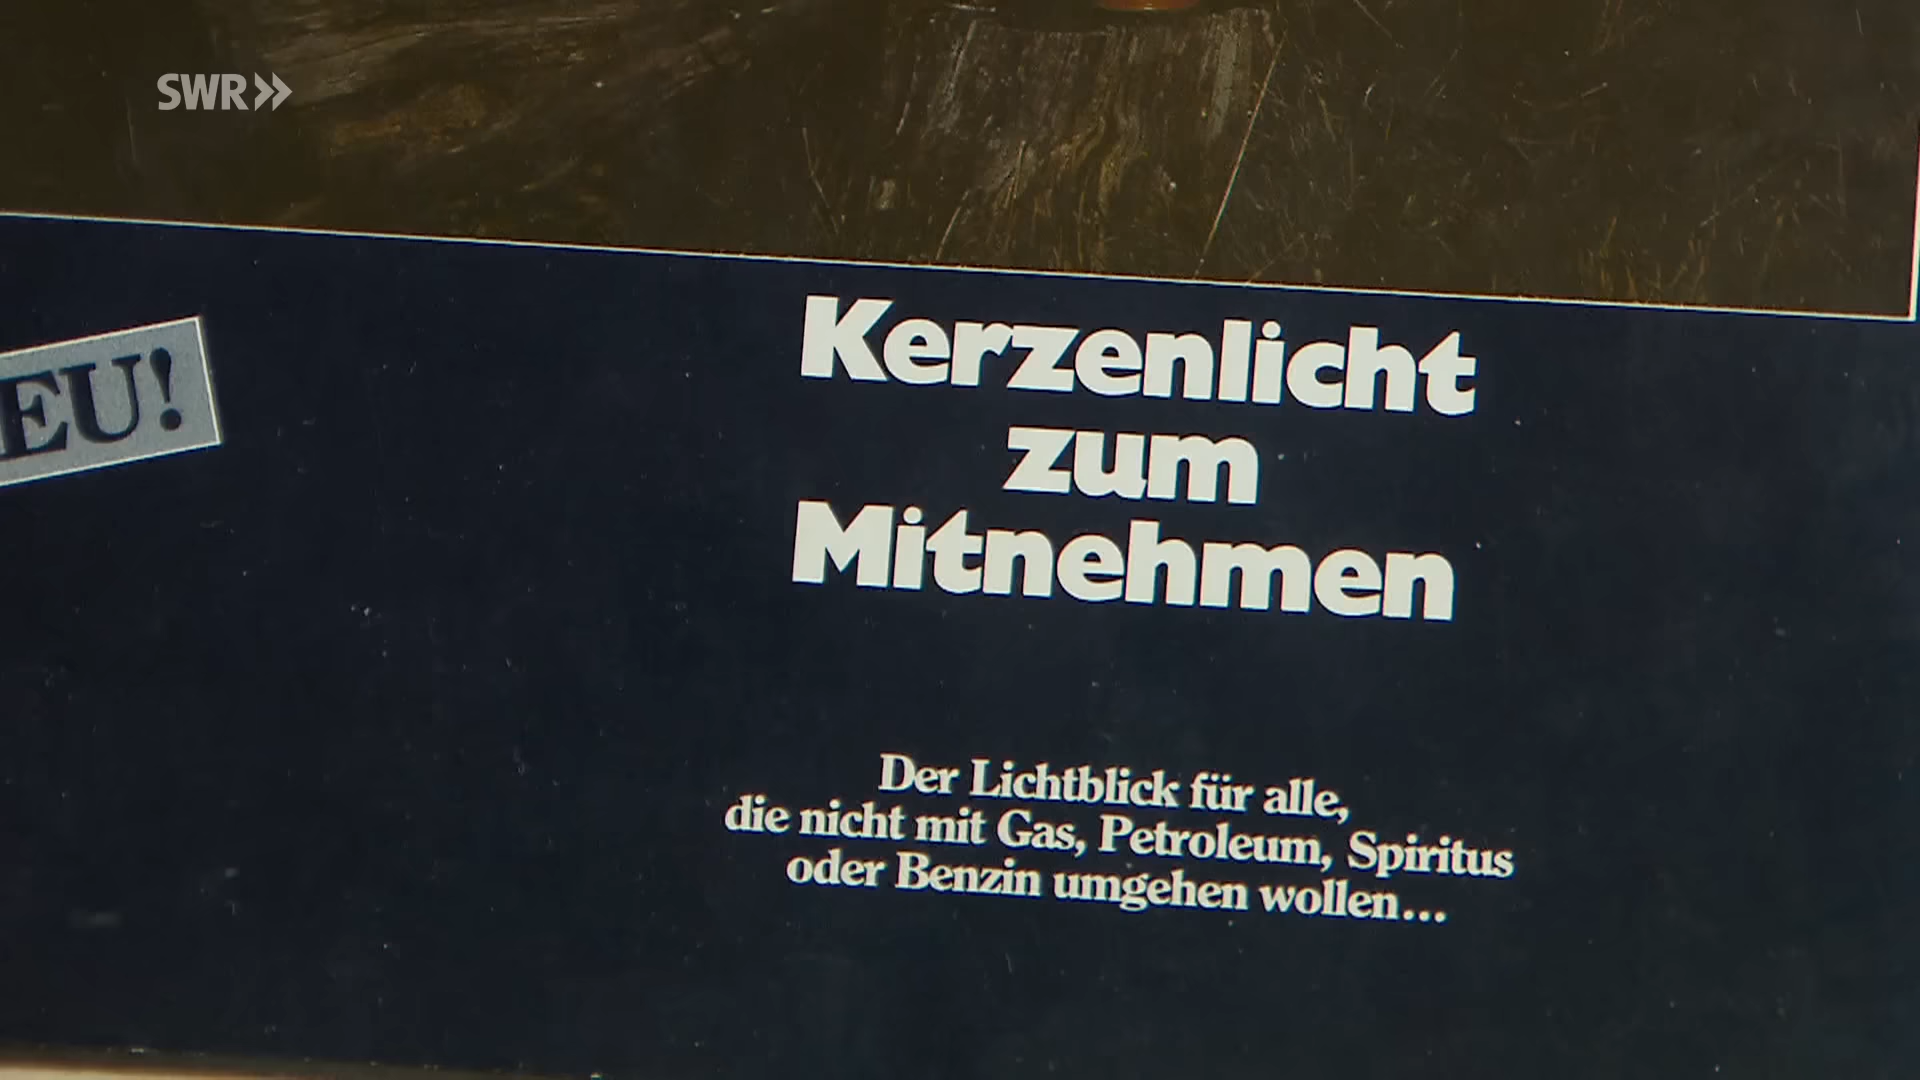 SWR
EU!
Kerzenlicht
zum
Mitnehmen
Der Lichtblick für alle,
die nicht mit Gas, Petroleum, Spiritus
oder Benzin umgehen wollen...